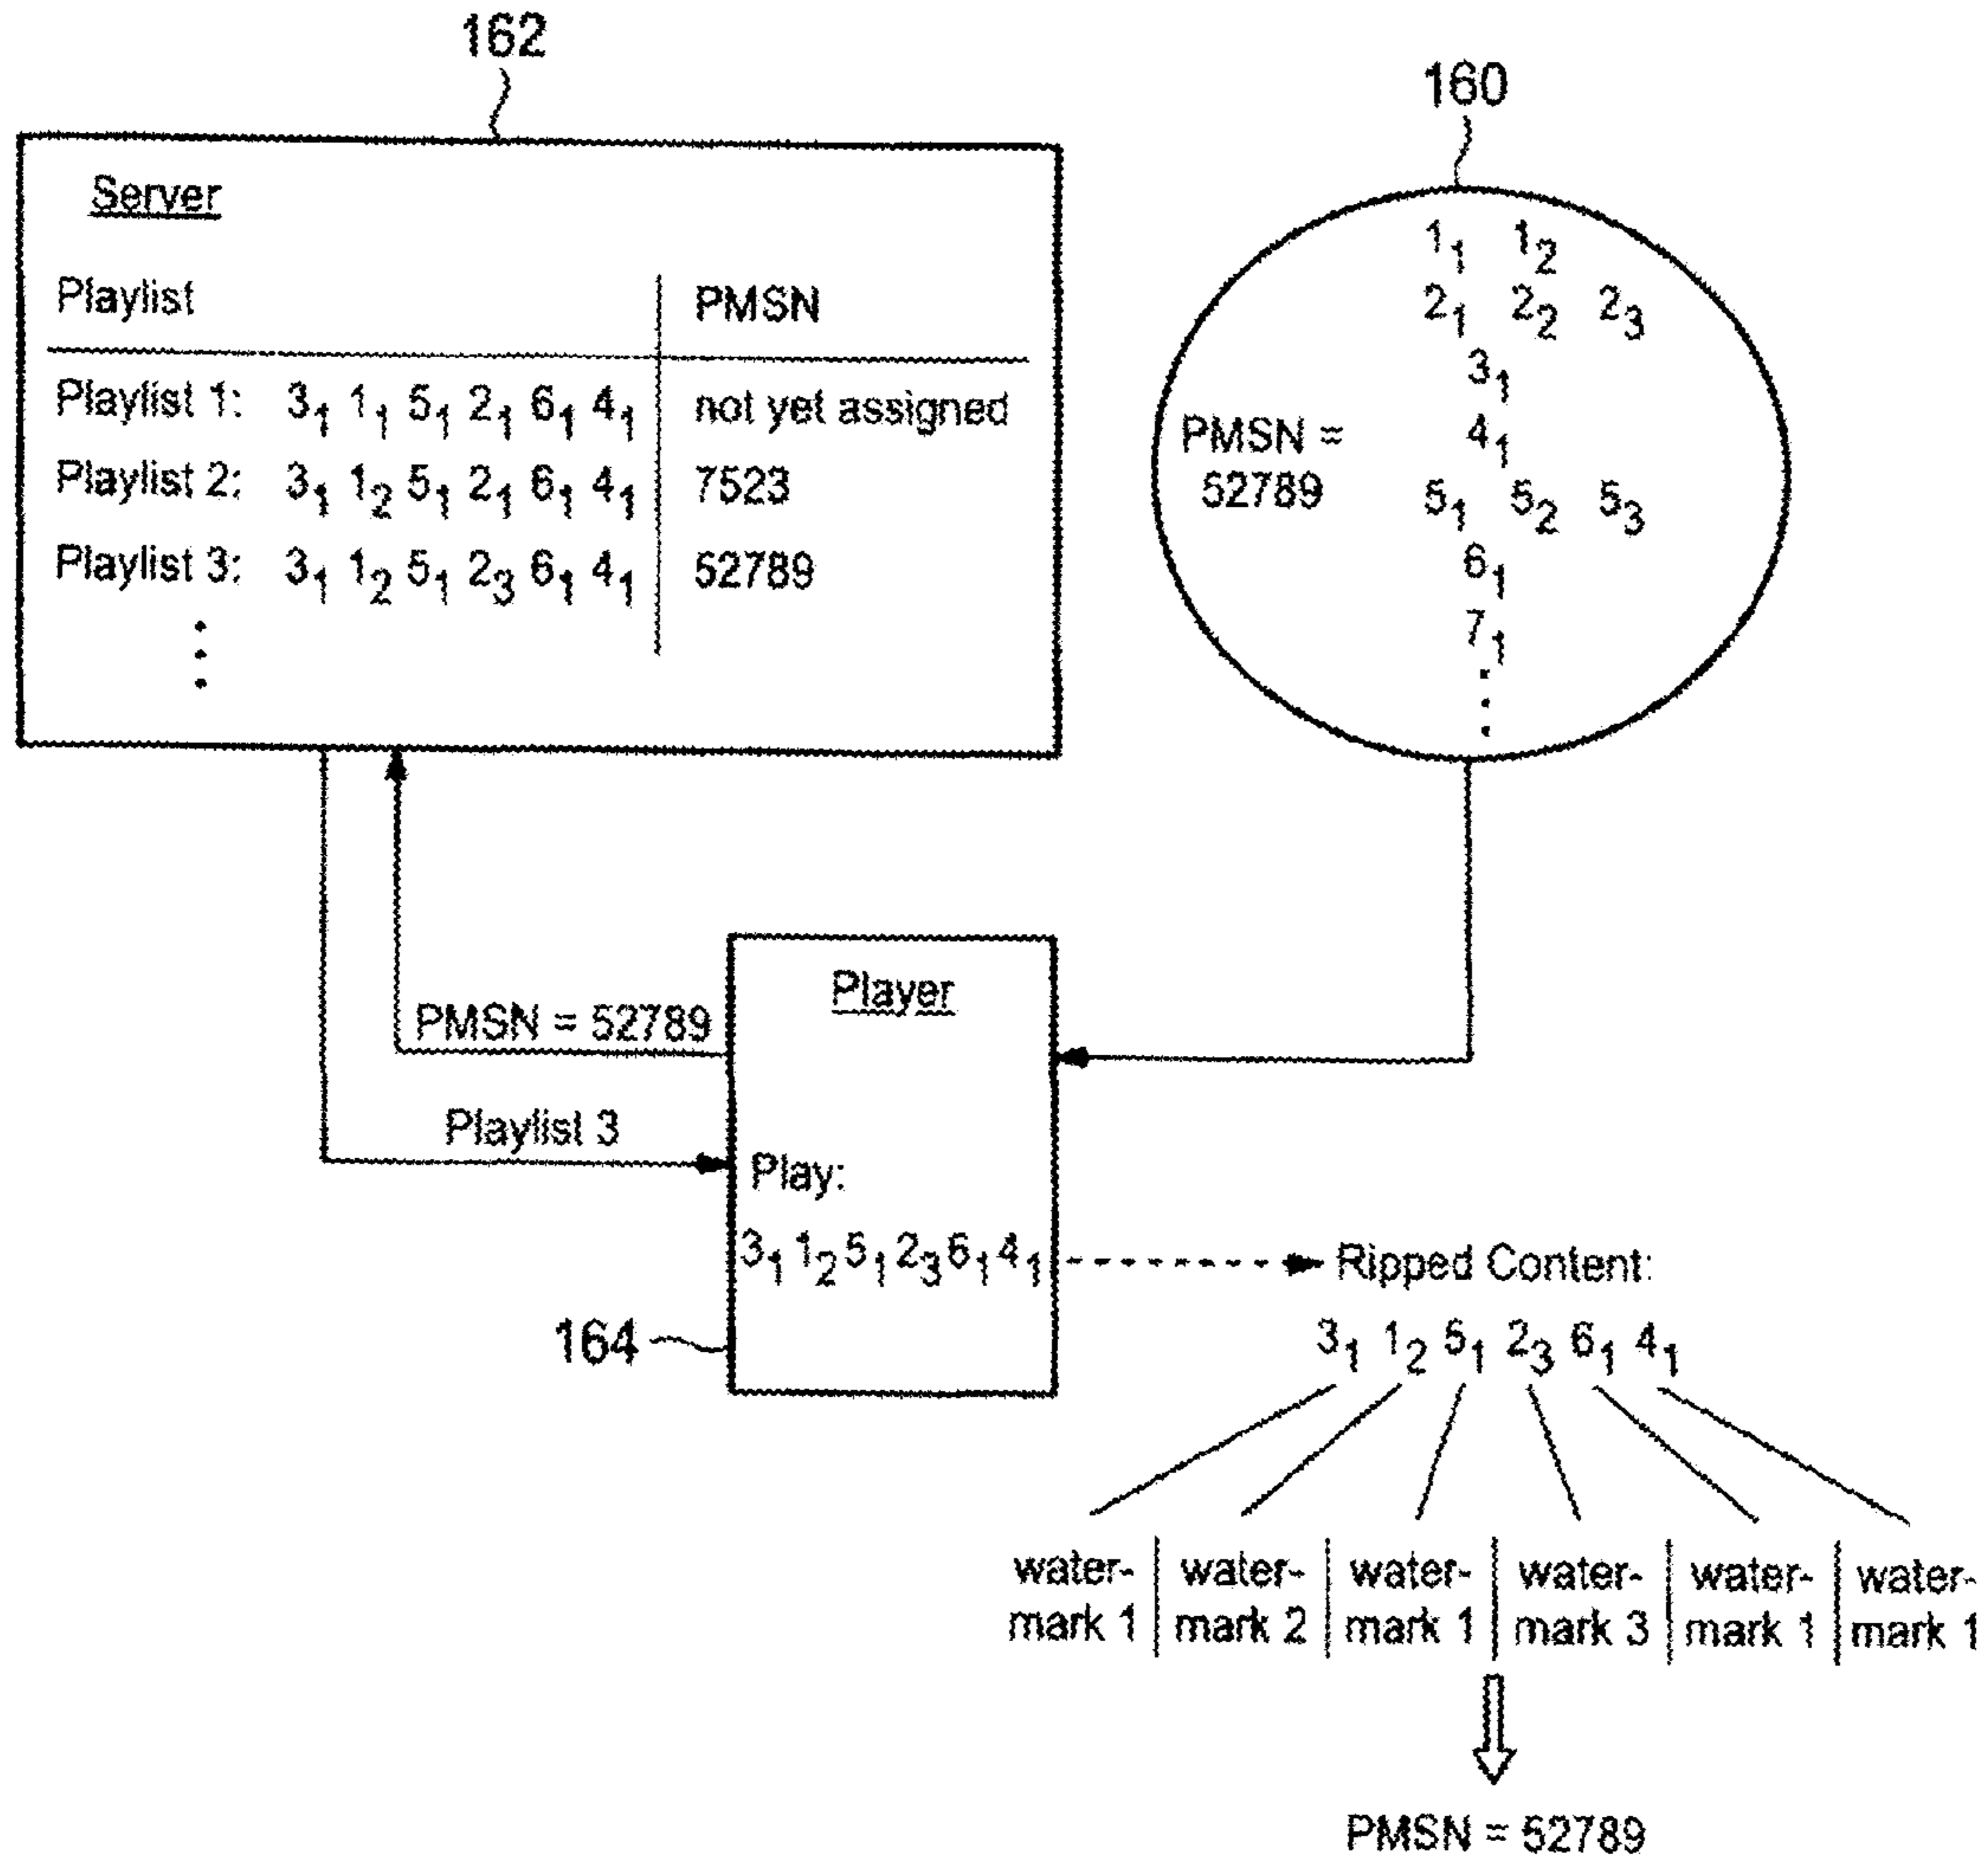 162
160
Server
Playlist PMSN
Playlist 1: 3₁ 1₁ 5₁ 2₁ 6₁ 4₁ not yet assigned
Playlist 2: 3₁ 1₂ 5₁ 2₁ 6₁ 4₁ 7523
Playlist 3: 3₁ 1₂ 5₁ 2₃ 6₁ 4₁ 52789
1₁ 1₂
2₁ 2₂ 2₃
3₁
PMSN = 52789
4₁
5₁ 5₂ 5₃
6₁
7₁
Player
PMSN = 52789
Playlist 3
Play:
3₁ 1₂ 5₁ 2₃ 6₁ 4₁
164
Ripped Content:
3₁ 1₂ 5₁ 2₃ 6₁ 4₁
water- water- water- water- water- water-
mark 1 mark 2 mark 1 mark 3 mark 1 mark 1
PMSN = 52789